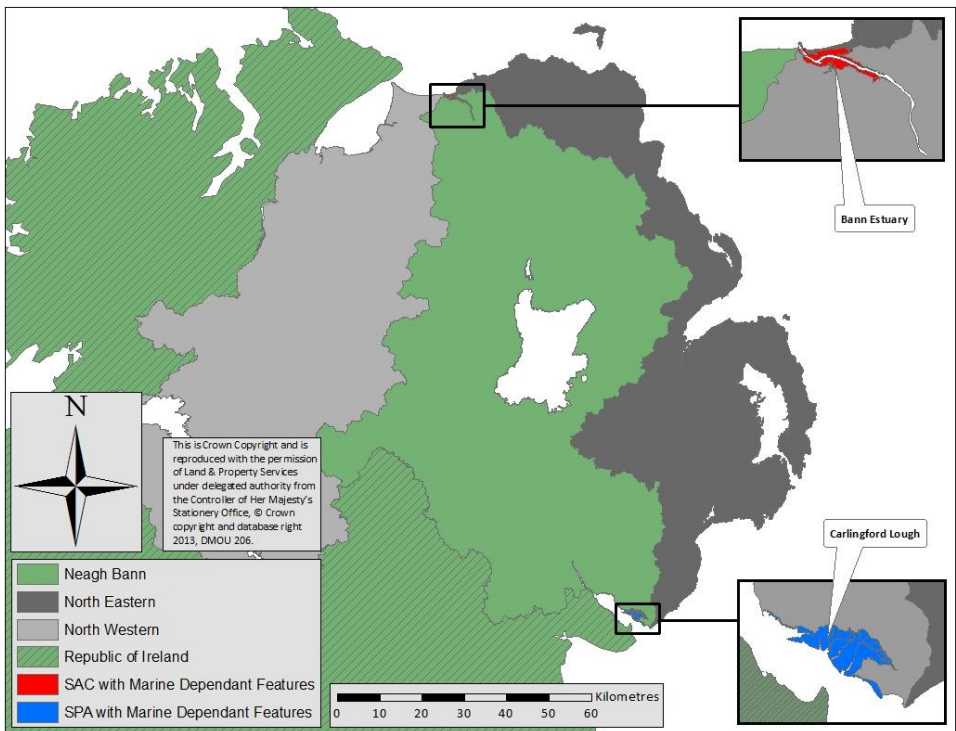 Bann Estuary
N
This is Crown Copyright and is
reproduced with the permission
of Land & Property Services
under delegated authority from
the Controller of Her Majesty's
Stationery Office, © Crown
copyright and database right
2013, DMOU 206.
Carlingford Lough
Neagh Bann
North Eastern
North Western
Republic of Ireland
SAC with Marine Dependant Features
SPA with Marine Dependant Features
Kilometres
0 10 20 30 40 50 60